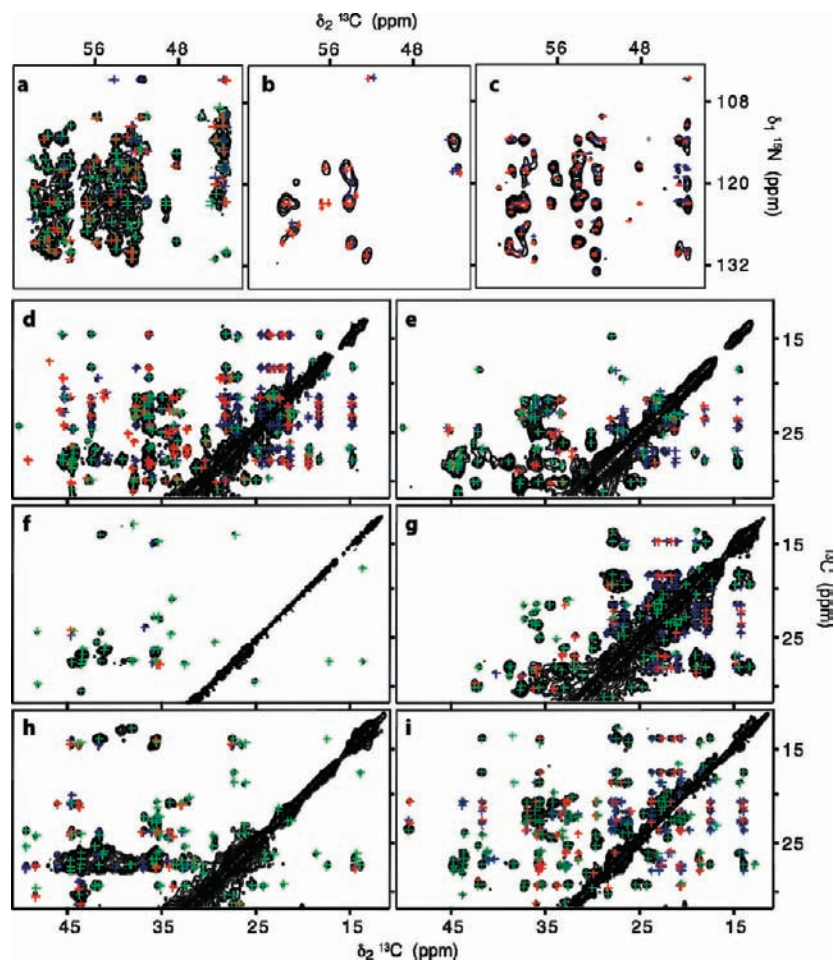 δ₂ ¹³C (ppm)
56 48 56 48 56 48
a b c
108
120
132
δ₁ ¹⁵N (ppm)
d e
15
25
f g
15
25
h i
15
25
45 35 25 15 45 35 25 15
δ₂ ¹³C (ppm) δ₂ ¹³C (ppm)